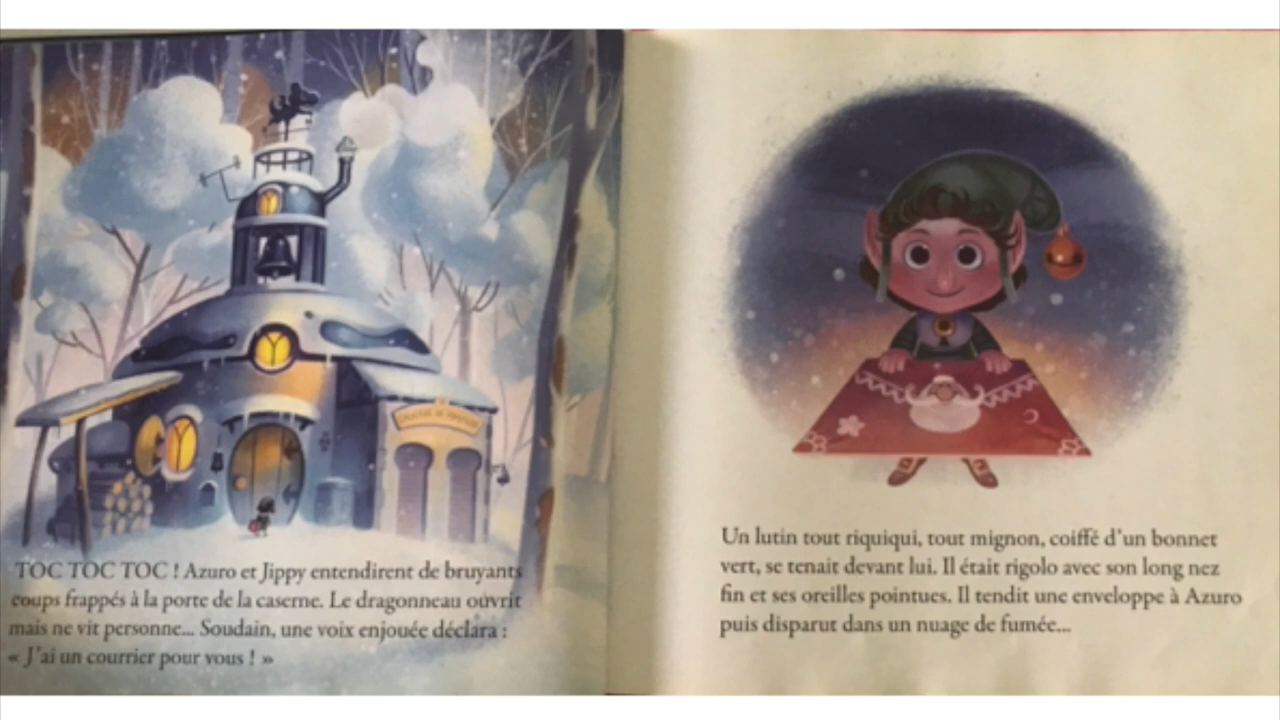 TOC TOC TOC ! Azuro et Jippy entendirent de bruyants
coups frappés à la porte de la caserne. Le dragonneau ouvrit
mais ne vit personne... Soudain, une voix enjouée déclara :
« J'ai un courrier pour vous ! »
Un lutin tout riquiqui, tout mignon, coiffé d'un bonnet
vert, se tenait devant lui. Il était rigolo avec son long nez
fin et ses oreilles pointues. Il tendit une enveloppe à Azuro
puis disparut dans un nuage de fumée...